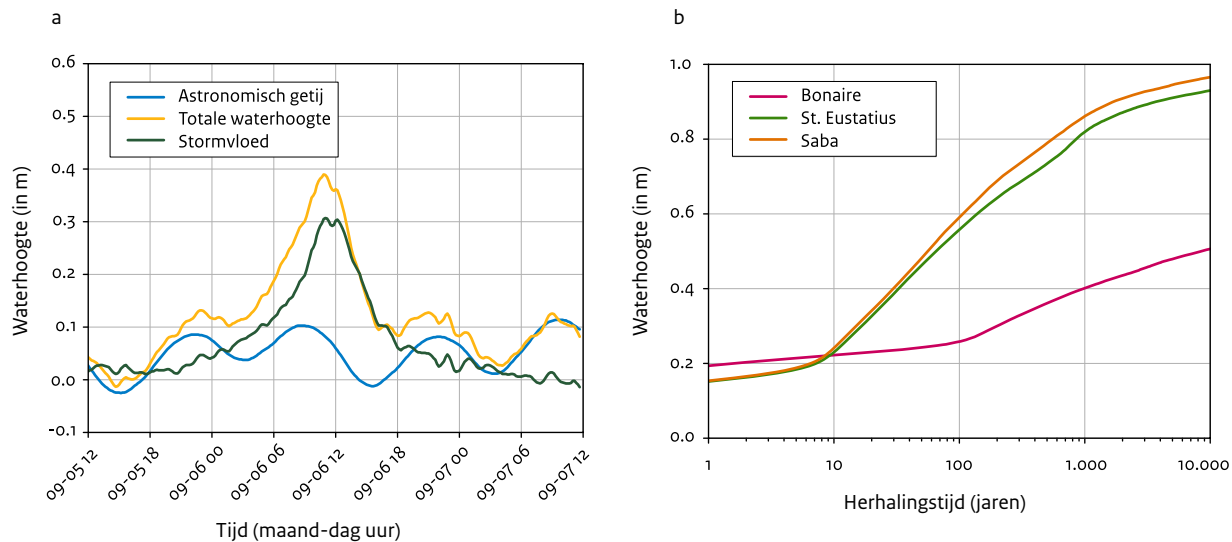 a
Waterhoogte (in m)
0.6
0.5
0.4
0.3
0.2
0.1
0.0
-0.1
Astronomisch getij
Totale waterhoogte
Stormvloed
09-05 12
09-05 18
09-06 00
09-06 06
09-06 12
09-06 18
09-07 00
09-07 06
09-07 12
Tijd (maand-dag uur)
b
Waterhoogte (in m)
1.0
0.8
0.6
0.4
0.2
0.0
Bonaire
St. Eustatius
Saba
1
10
100
1.000
10.000
Herhalingstijd (jaren)